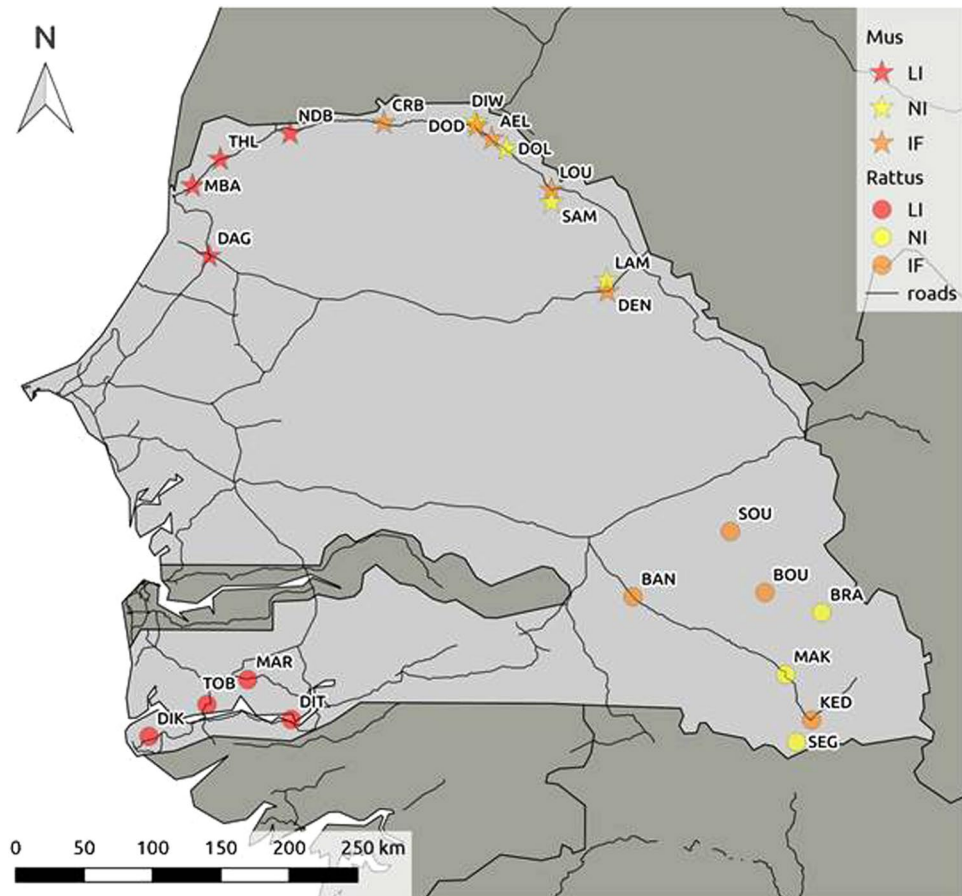 N
Mus
LI
NI
IF
Rattus
LI
NI
IF
roads
CRB
DIW
NDB
DOD
AEL
THL
DOL
MBA
LOU
SAM
DAG
LAM
DEN
SOU
BAN
BOU
BRA
MAR
MAK
TOB
DIT
KED
DIK
SEG
0 50 100 150 200 250 km